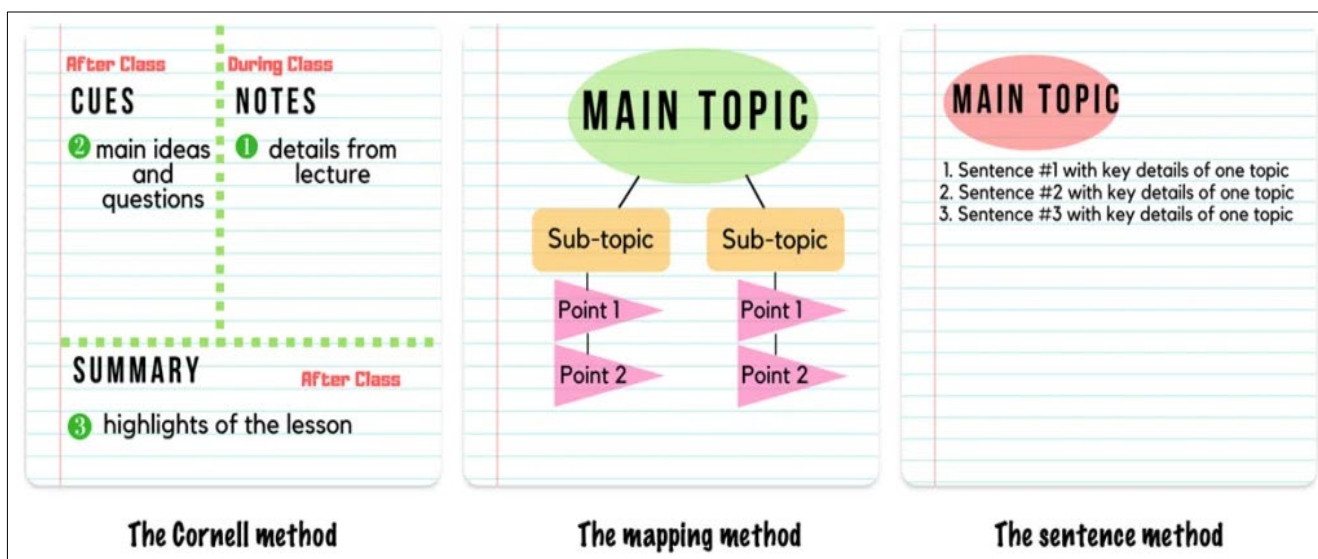 After Class
CUES
2 main ideas
and
questions
During Class
NOTES
1 details from
lecture
SUMMARY
After Class
3 highlights of the lesson
The Cornell method
MAIN TOPIC
Sub-topic
Point 1
Point 2
Sub-topic
Point 1
Point 2
The mapping method
MAIN TOPIC
1. Sentence #1 with key details of one topic
2. Sentence #2 with key details of one topic
3. Sentence #3 with key details of one topic
The sentence method